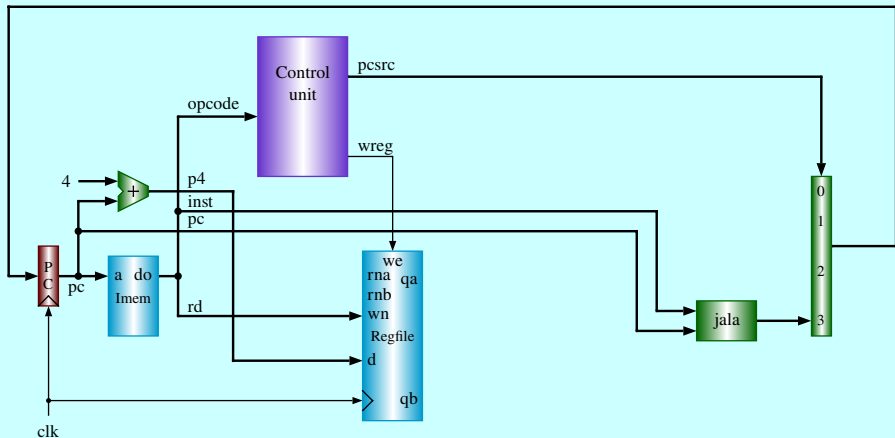 Control
unit
pcsrc
opcode
wreg
4
+
p4
inst
pc
0
1
2
3
P
C
pc
a do
Imem
rd
we
rna
qa
rnb
wn
Regfile
d
qb
jala
clk